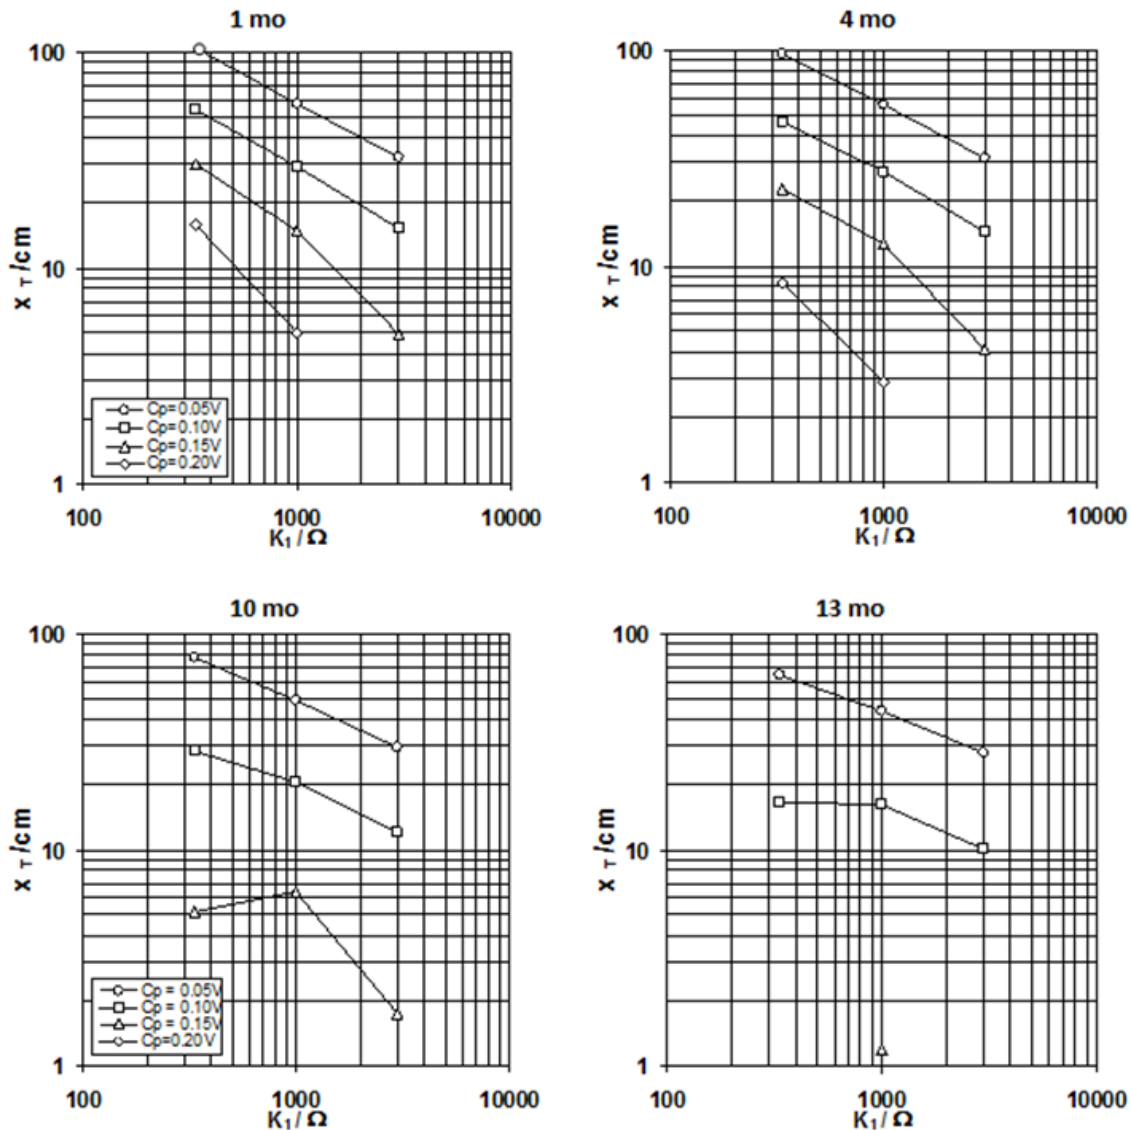 1 mo
100
10
1
x T /cm
Cp=0.05V
Cp=0.10V
Cp=0.15V
Cp=0.20V
100 1000 10000
K1/ Ω
4 mo
100
10
1
x T /cm
100 1000 10000
K1/ Ω
10 mo
100
10
1
x T /cm
Cp = 0.05V
Cp = 0.10V
Cp = 0.15V
Cp=0.20V
100 1000 10000
K1/ Ω
13 mo
100
10
1
x T /cm
100 1000 10000
K1/ Ω